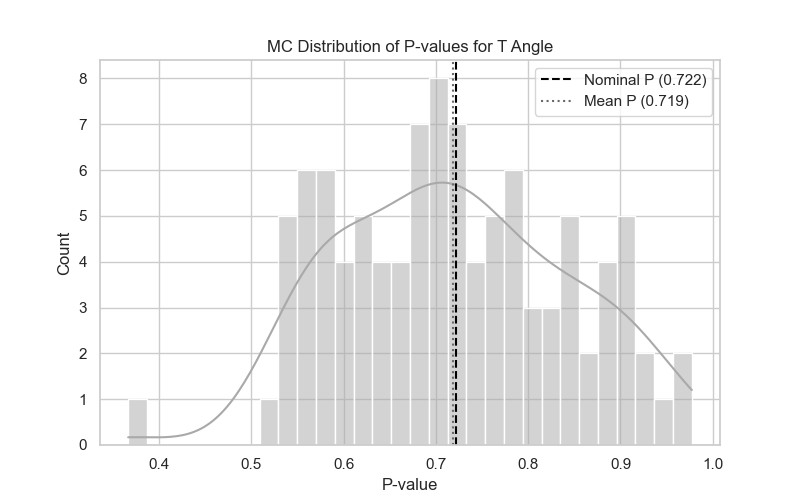 MC Distribution of P-values for T Angle
Nominal P (0.722)
Mean P (0.719)
8
7
6
5
4
3
2
1
0
Count
0.4 0.5 0.6 0.7 0.8 0.9 1.0
P-value